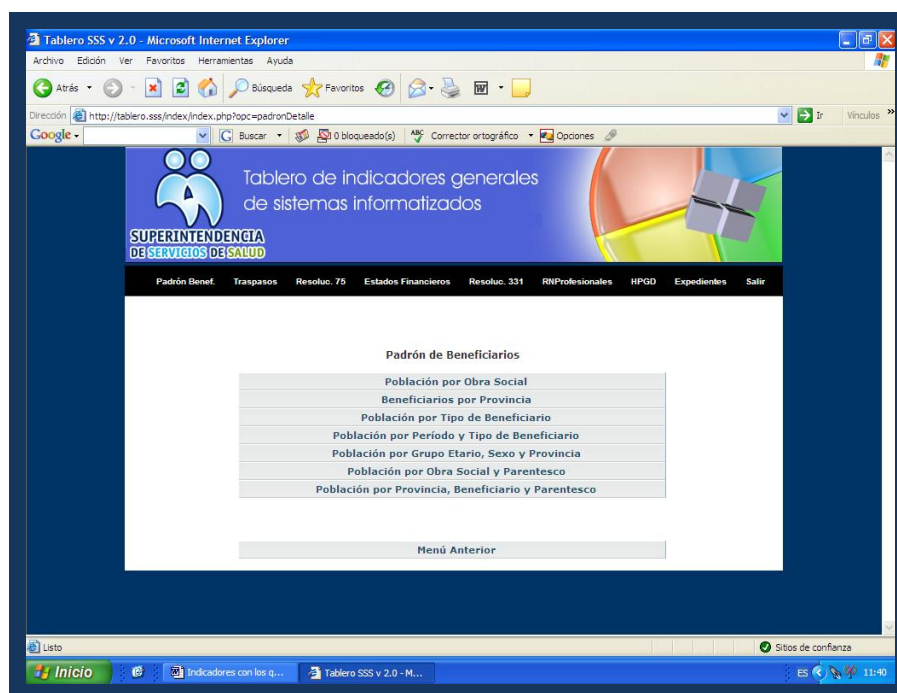 Tablero SSS v 2.0 - Microsoft Internet Explorer
Archivo Edición Ver Favoritos Herramientas Ayuda
Atrás Búsqueda Favoritos
Dirección http://tablero.sss/index/index.php?opc=padronDetalle Ir Vínculos »
Google Buscar 0 bloqueado(s) ABC Corrector ortográfico Opciones
Tablero de indicadores generales
de sistemas informatizados
SUPERINTENDENCIA
DE SERVICIOS DE SALUD
Padrón Benef. Traspasos Resoluc. 75 Estados Financieros Resoluc. 331 RNProfesionales HPGD Expedientes Salir
Padrón de Beneficiarios
Población por Obra Social
Beneficiarios por Provincia
Población por Tipo de Beneficiario
Población por Período y Tipo de Beneficiario
Población por Grupo Etario, Sexo y Provincia
Población por Obra Social y Parentesco
Población por Provincia, Beneficiario y Parentesco
Menú Anterior
Listo Sitios de confianza
Inicio Indicadores con los q... Tablero SSS v 2.0 - M... ES 11:40